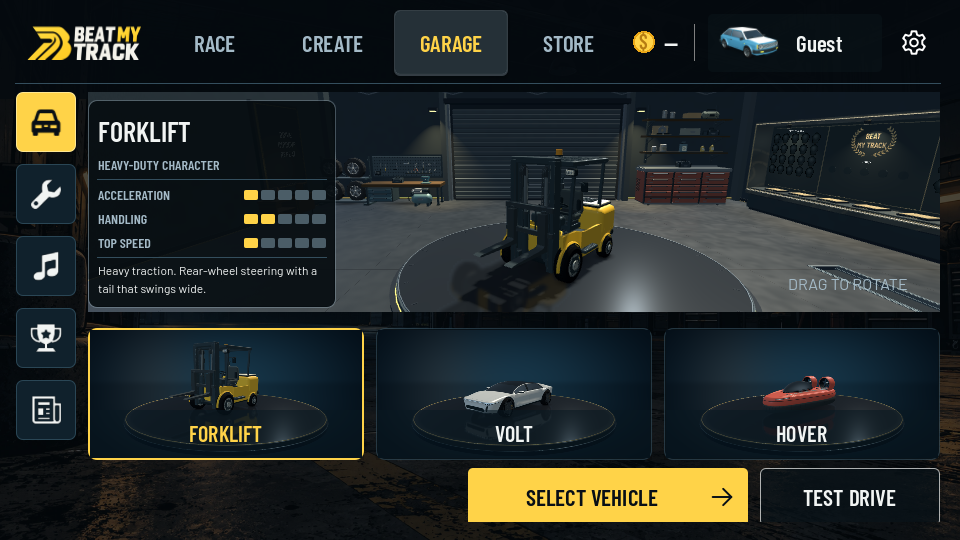 BEAT MY
TRACK
RACE
CREATE
GARAGE
STORE
$
–
Guest
FORKLIFT
HEAVY-DUTY CHARACTER
ACCELERATION
HANDLING
TOP SPEED
Heavy traction. Rear-wheel steering with a
tail that swings wide.
BEAT
MY TRACK
DRAG TO ROTATE
FORKLIFT
VOLT
HOVER
SELECT VEHICLE
TEST DRIVE